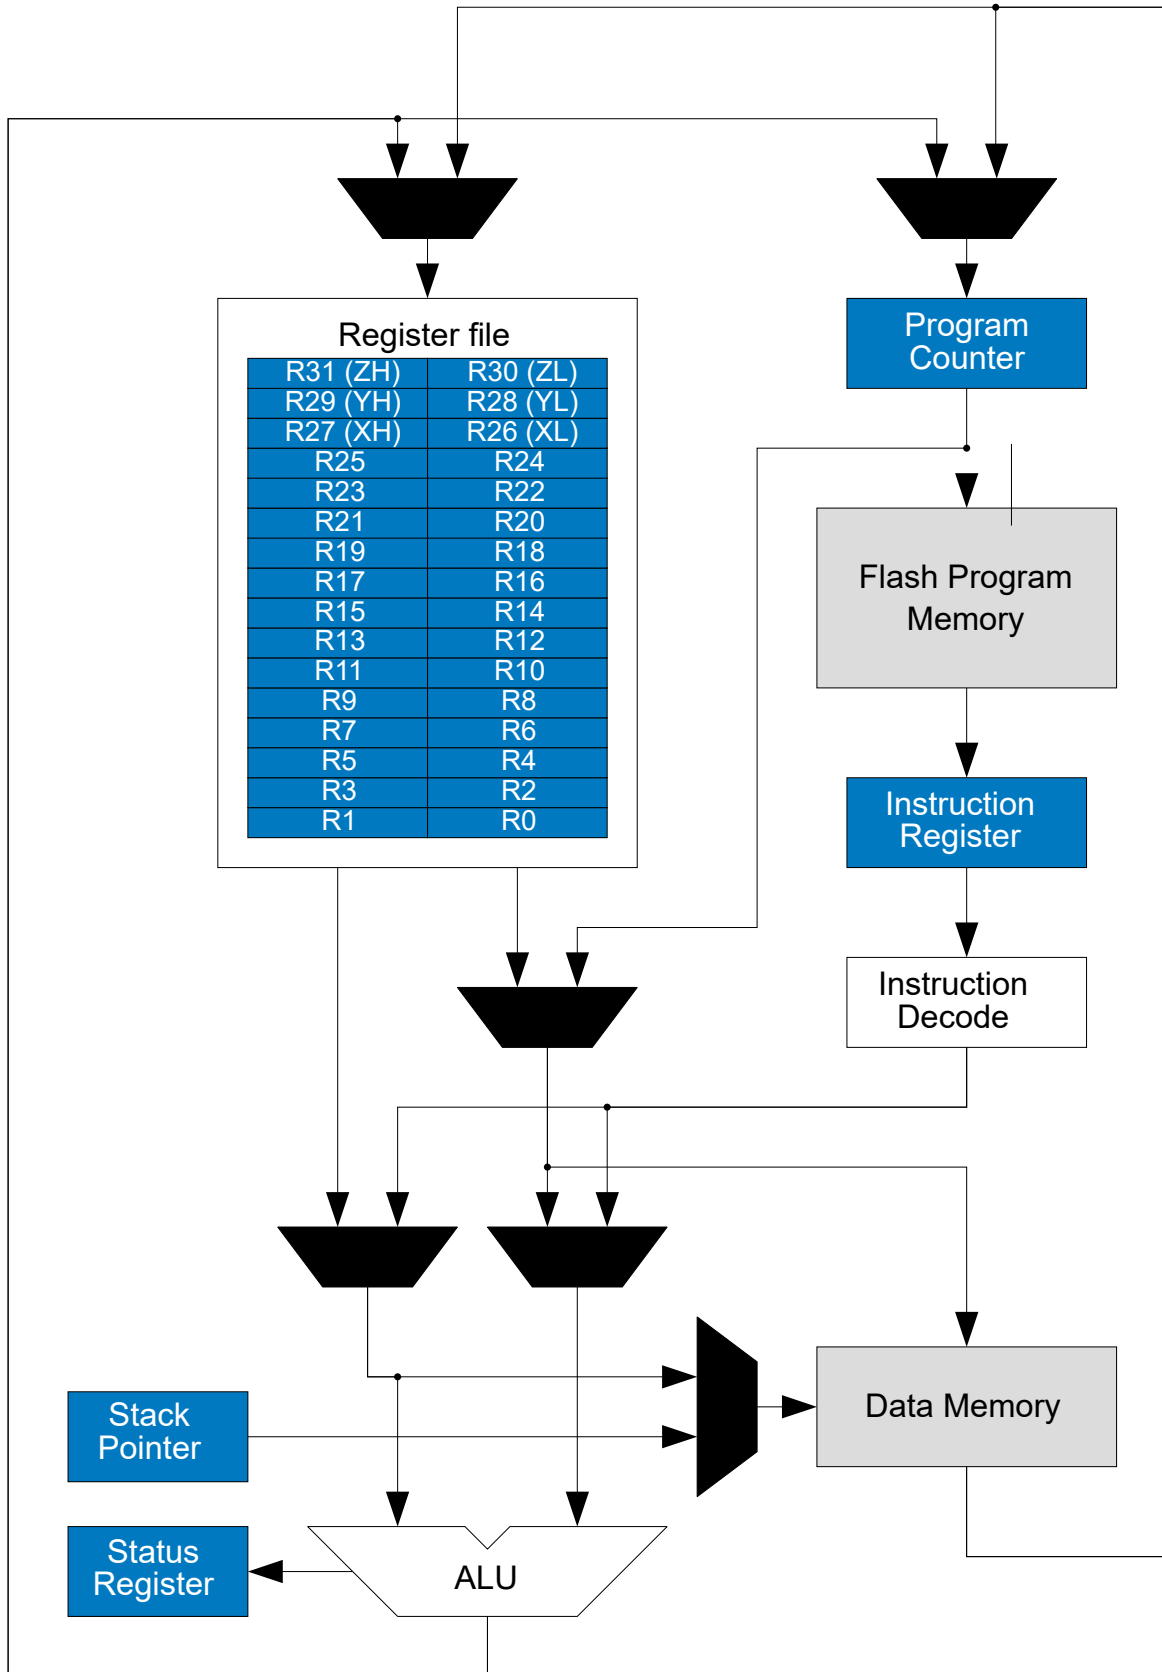 Register file
R31 (ZH) R30 (ZL)
R29 (YH) R28 (YL)
R27 (XH) R26 (XL)
R25 R24
R23 R22
R21 R20
R19 R18
R17 R16
R15 R14
R13 R12
R11 R10
R9 R8
R7 R6
R5 R4
R3 R2
R1 R0
Program
Counter
Flash Program
Memory
Instruction
Register
Instruction
Decode
Data Memory
Stack
Pointer
Status
Register
ALU